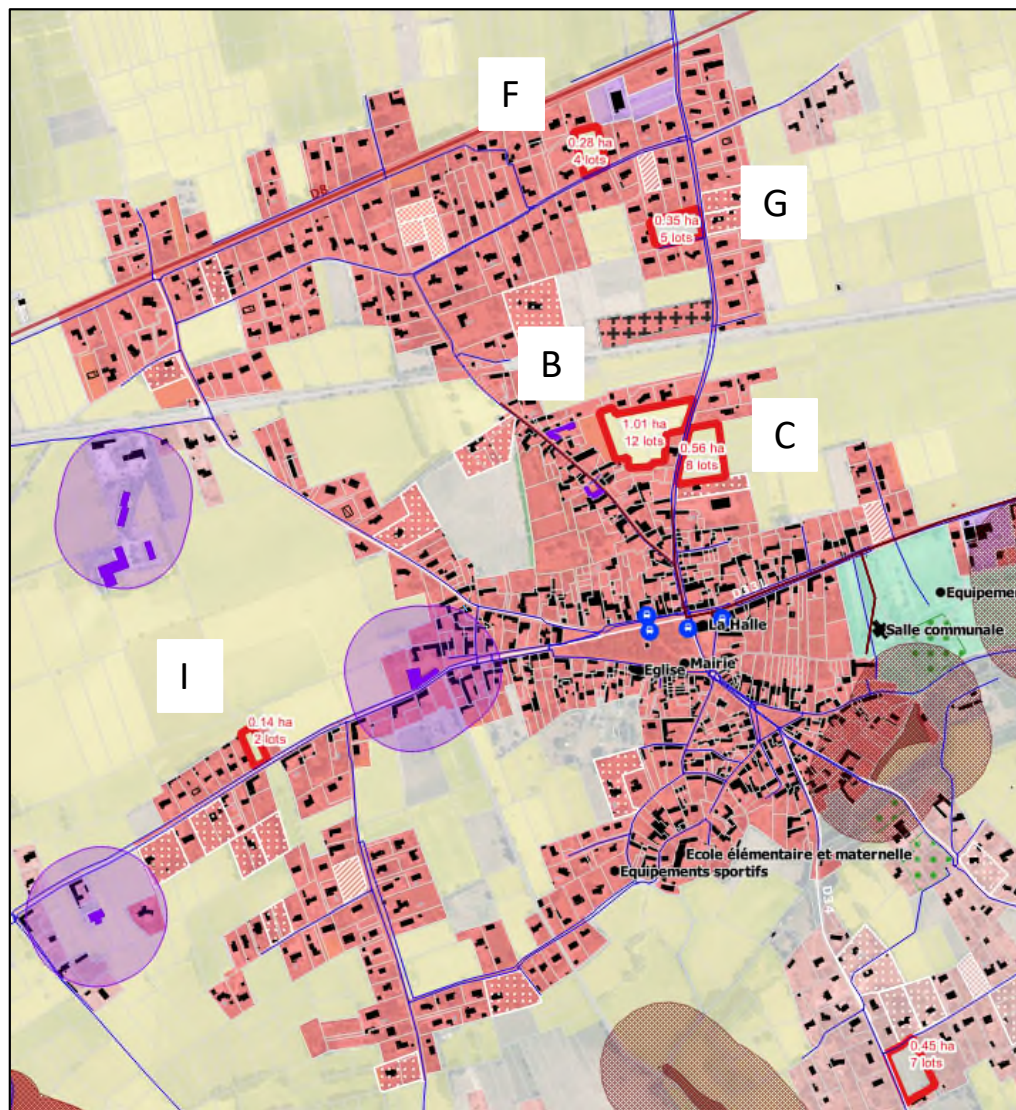 F
0.28 ha
4 lots
D8
G
0.35 ha
5 lots
B
C
1.01 ha
12 lots
0.56 ha
8 lots
D131
Equipemen
La Halle
Salle communale
Mairie
Eglise
I
0.14 ha
2 lots
Ecole élémentaire et maternelle
Equipements sportifs
D34
0.45 ha
7 lots